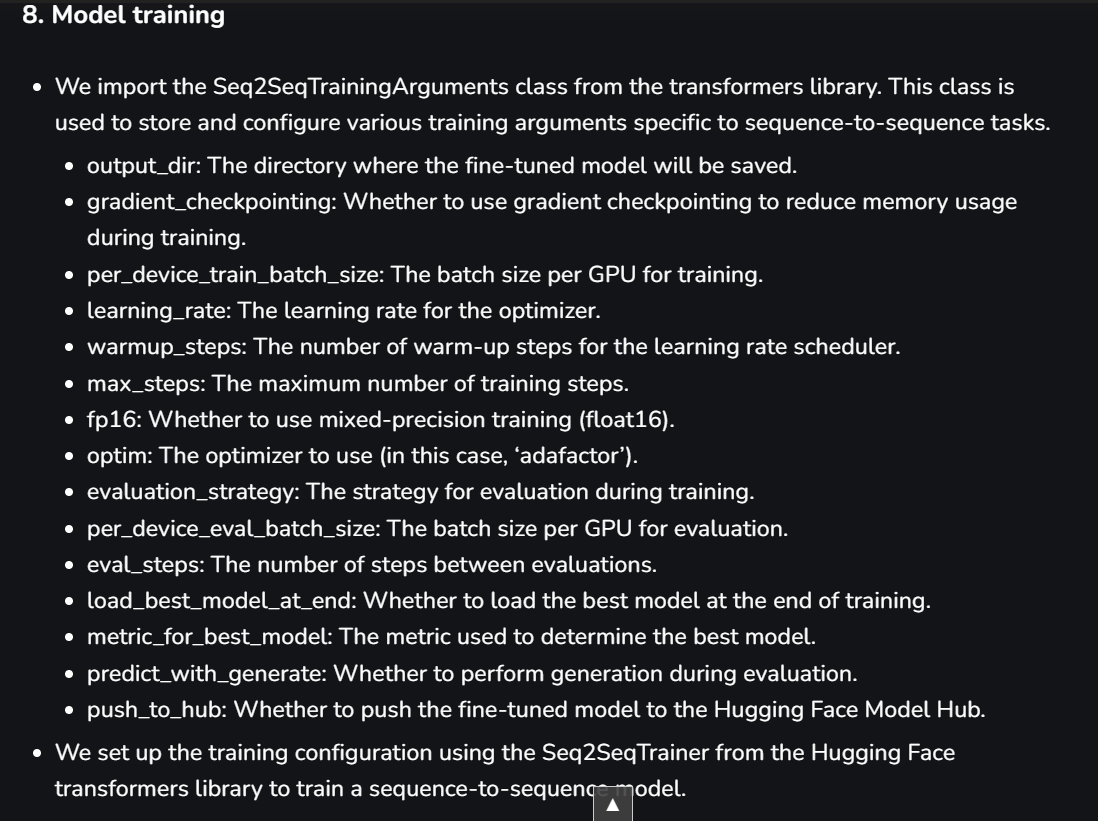 8. Model training
• We import the Seq2SeqTrainingArguments class from the transformers library. This class is
used to store and configure various training arguments specific to sequence-to-sequence tasks.
• output_dir: The directory where the fine-tuned model will be saved.
• gradient_checkpointing: Whether to use gradient checkpointing to reduce memory usage
during training.
• per_device_train_batch_size: The batch size per GPU for training.
• learning_rate: The learning rate for the optimizer.
• warmup_steps: The number of warm-up steps for the learning rate scheduler.
• max_steps: The maximum number of training steps.
• fp16: Whether to use mixed-precision training (float16).
• optim: The optimizer to use (in this case, ‘adafactor’).
• evaluation_strategy: The strategy for evaluation during training.
• per_device_eval_batch_size: The batch size per GPU for evaluation.
• eval_steps: The number of steps between evaluations.
• load_best_model_at_end: Whether to load the best model at the end of training.
• metric_for_best_model: The metric used to determine the best model.
• predict_with_generate: Whether to perform generation during evaluation.
• push_to_hub: Whether to push the fine-tuned model to the Hugging Face Model Hub.
• We set up the training configuration using the Seq2SeqTrainer from the Hugging Face
transformers library to train a sequence-to-sequence model.